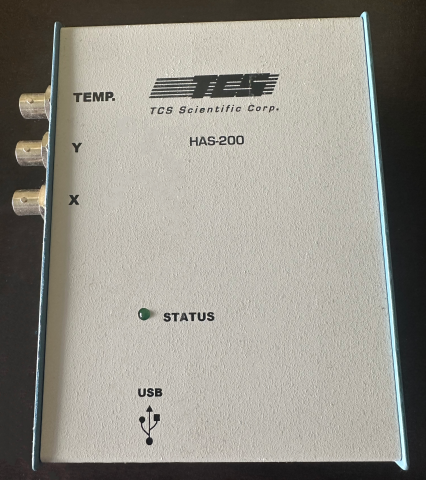 TCS
TCS Scientific Corp.
HAS-200
TEMP.
Y
X
STATUS
USB